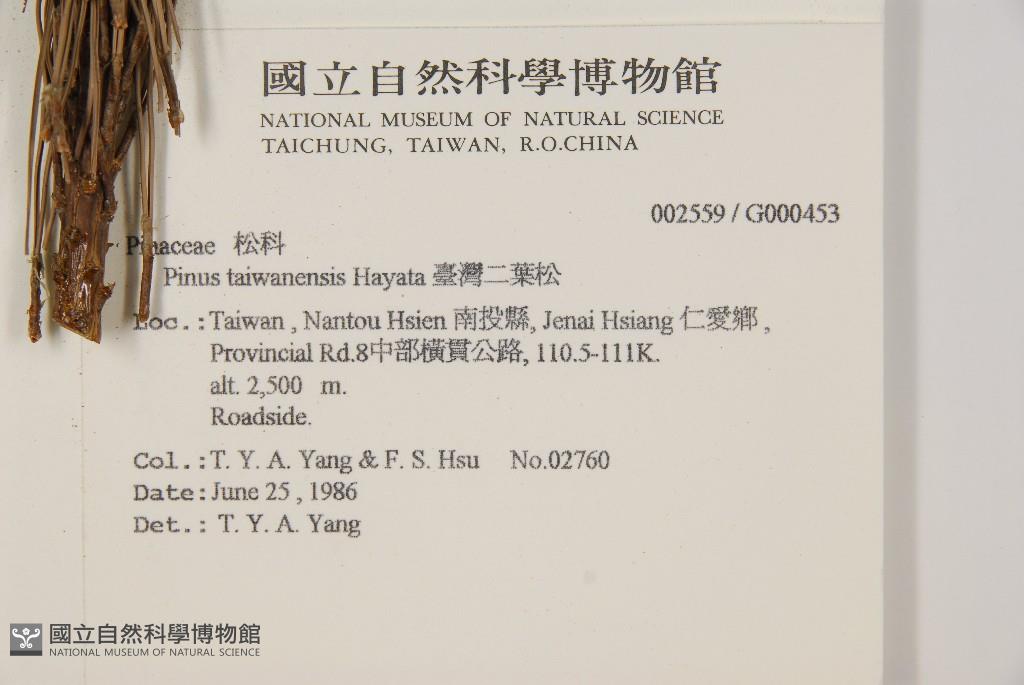 國立自然科學博物館
NATIONAL MUSEUM OF NATURAL SCIENCE
TAICHUNG, TAIWAN, R.O.CHINA
002559 / G000453
Pinaceae 松科
Pinus taiwanensis Hayata 臺灣二葉松
Loc.:Taiwan , Nantou Hsien 南投縣, Jenai Hsiang 仁愛鄉 ,
Provincial Rd.8中部橫貫公路, 110.5-111K.
alt. 2,500 m.
Roadside.
Col.:T. Y. A. Yang & F. S. Hsu No.02760
Date:June 25 , 1986
Det.: T. Y. A. Yang
國立自然科學博物館
NATIONAL MUSEUM OF NATURAL SCIENCE